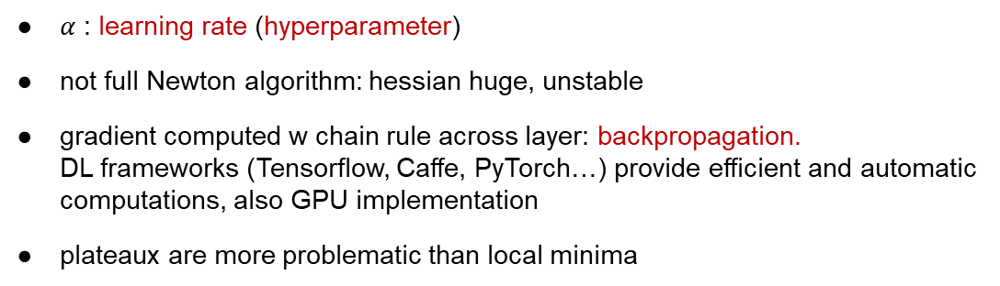 ● α : learning rate (hyperparameter)
● not full Newton algorithm: hessian huge, unstable
● gradient computed w chain rule across layer: backpropagation.
DL frameworks (Tensorflow, Caffe, PyTorch…) provide efficient and automatic
computations, also GPU implementation
● plateaux are more problematic than local minima